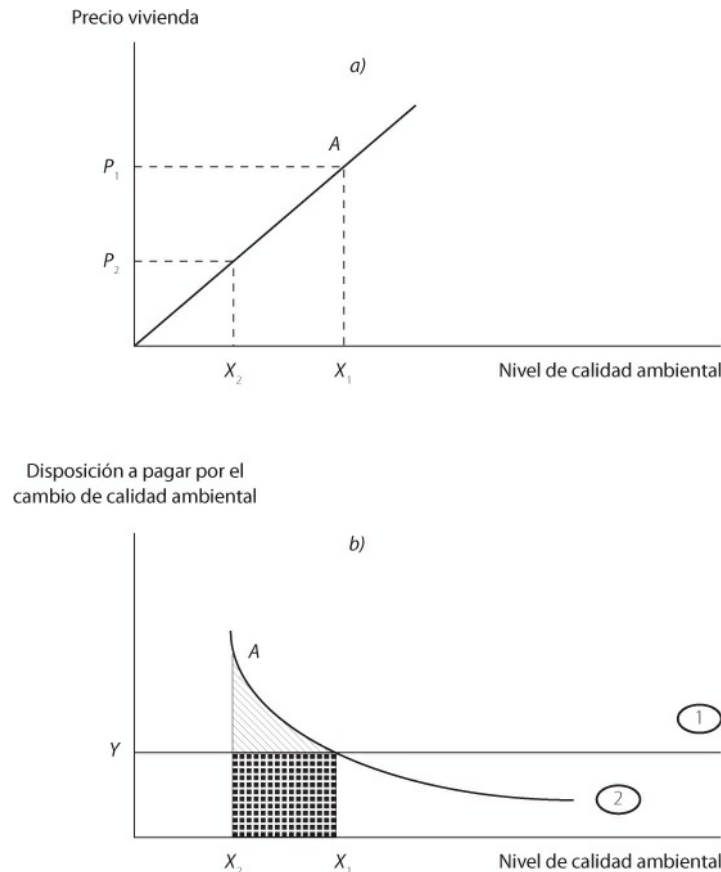 Precio vivienda
a)
A
P1
P2
X2 X1 Nivel de calidad ambiental
Disposición a pagar por el
cambio de calidad ambiental
b)
A
1
Y
2
X2 X1 Nivel de calidad ambiental